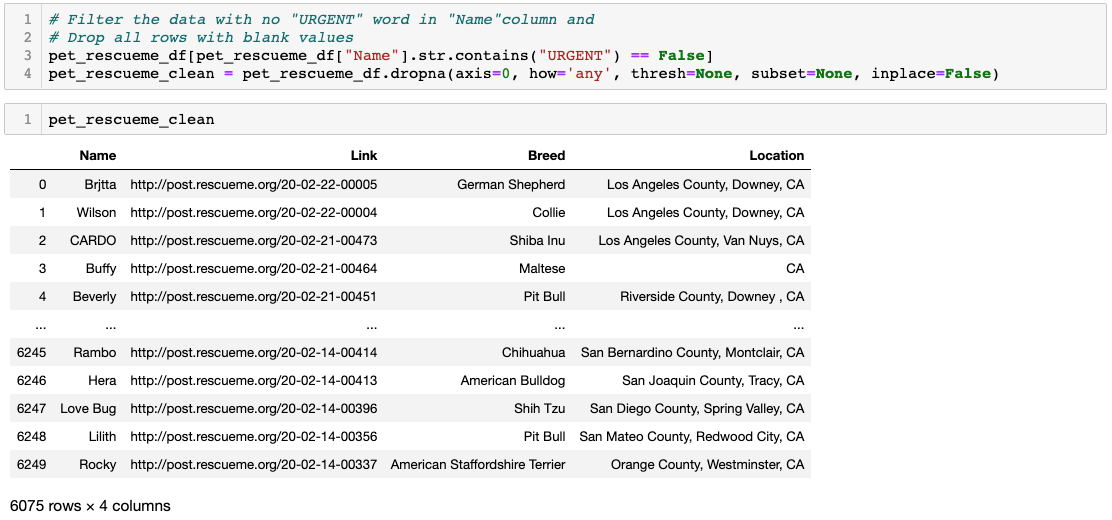 1 # Filter the data with no "URGENT" word in "Name"column and
2 # Drop all rows with blank values
3 pet_rescueme_df[pet_rescueme_df["Name"].str.contains("URGENT") == False]
4 pet_rescueme_clean = pet_rescueme_df.dropna(axis=0, how='any', thresh=None, subset=None, inplace=False)
1 pet_rescueme_clean
Name Link Breed Location
0 Brjtta http://post.rescueme.org/20-02-22-00005 German Shepherd Los Angeles County, Downey, CA
1 Wilson http://post.rescueme.org/20-02-22-00004 Collie Los Angeles County, Downey, CA
2 CARDO http://post.rescueme.org/20-02-21-00473 Shiba Inu Los Angeles County, Van Nuys, CA
3 Buffy http://post.rescueme.org/20-02-21-00464 Maltese CA
4 Beverly http://post.rescueme.org/20-02-21-00451 Pit Bull Riverside County, Downey , CA
... ... ... ... ...
6245 Rambo http://post.rescueme.org/20-02-14-00414 Chihuahua San Bernardino County, Montclair, CA
6246 Hera http://post.rescueme.org/20-02-14-00413 American Bulldog San Joaquin County, Tracy, CA
6247 Love Bug http://post.rescueme.org/20-02-14-00396 Shih Tzu San Diego County, Spring Valley, CA
6248 Lilith http://post.rescueme.org/20-02-14-00356 Pit Bull San Mateo County, Redwood City, CA
6249 Rocky http://post.rescueme.org/20-02-14-00337 American Staffordshire Terrier Orange County, Westminster, CA
6075 rows × 4 columns